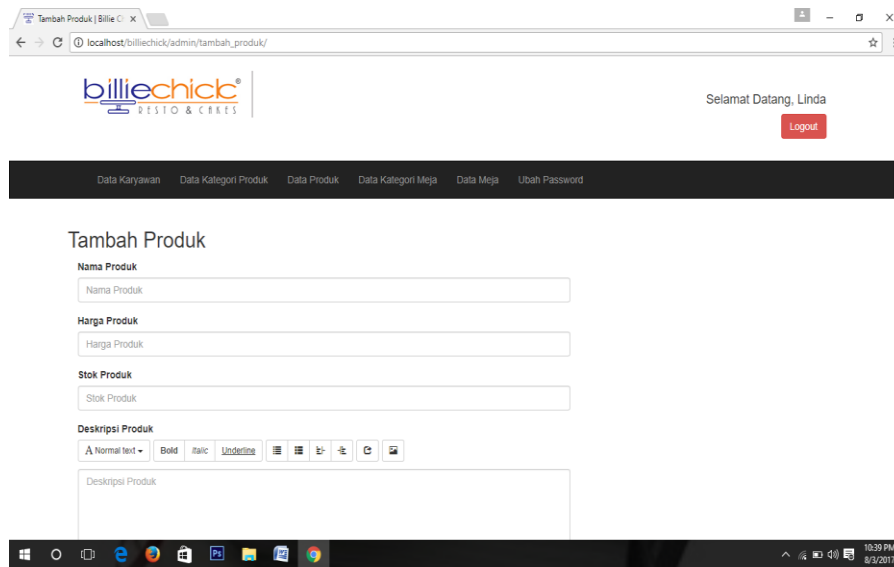 Tambah Produk | Billie C
localhost/billiechick/admin/tambah_produk/
billiechick®
RESTO & CAKES
Selamat Datang, Linda
Logout
Data Karyawan Data Kategori Produk Data Produk Data Kategori Meja Data Meja Ubah Password
Tambah Produk
Nama Produk
Nama Produk
Harga Produk
Harga Produk
Stok Produk
Stok Produk
Deskripsi Produk
A Normal text Bold Italic Underline
Deskripsi Produk
Ps
10:39 PM
8/3/2017